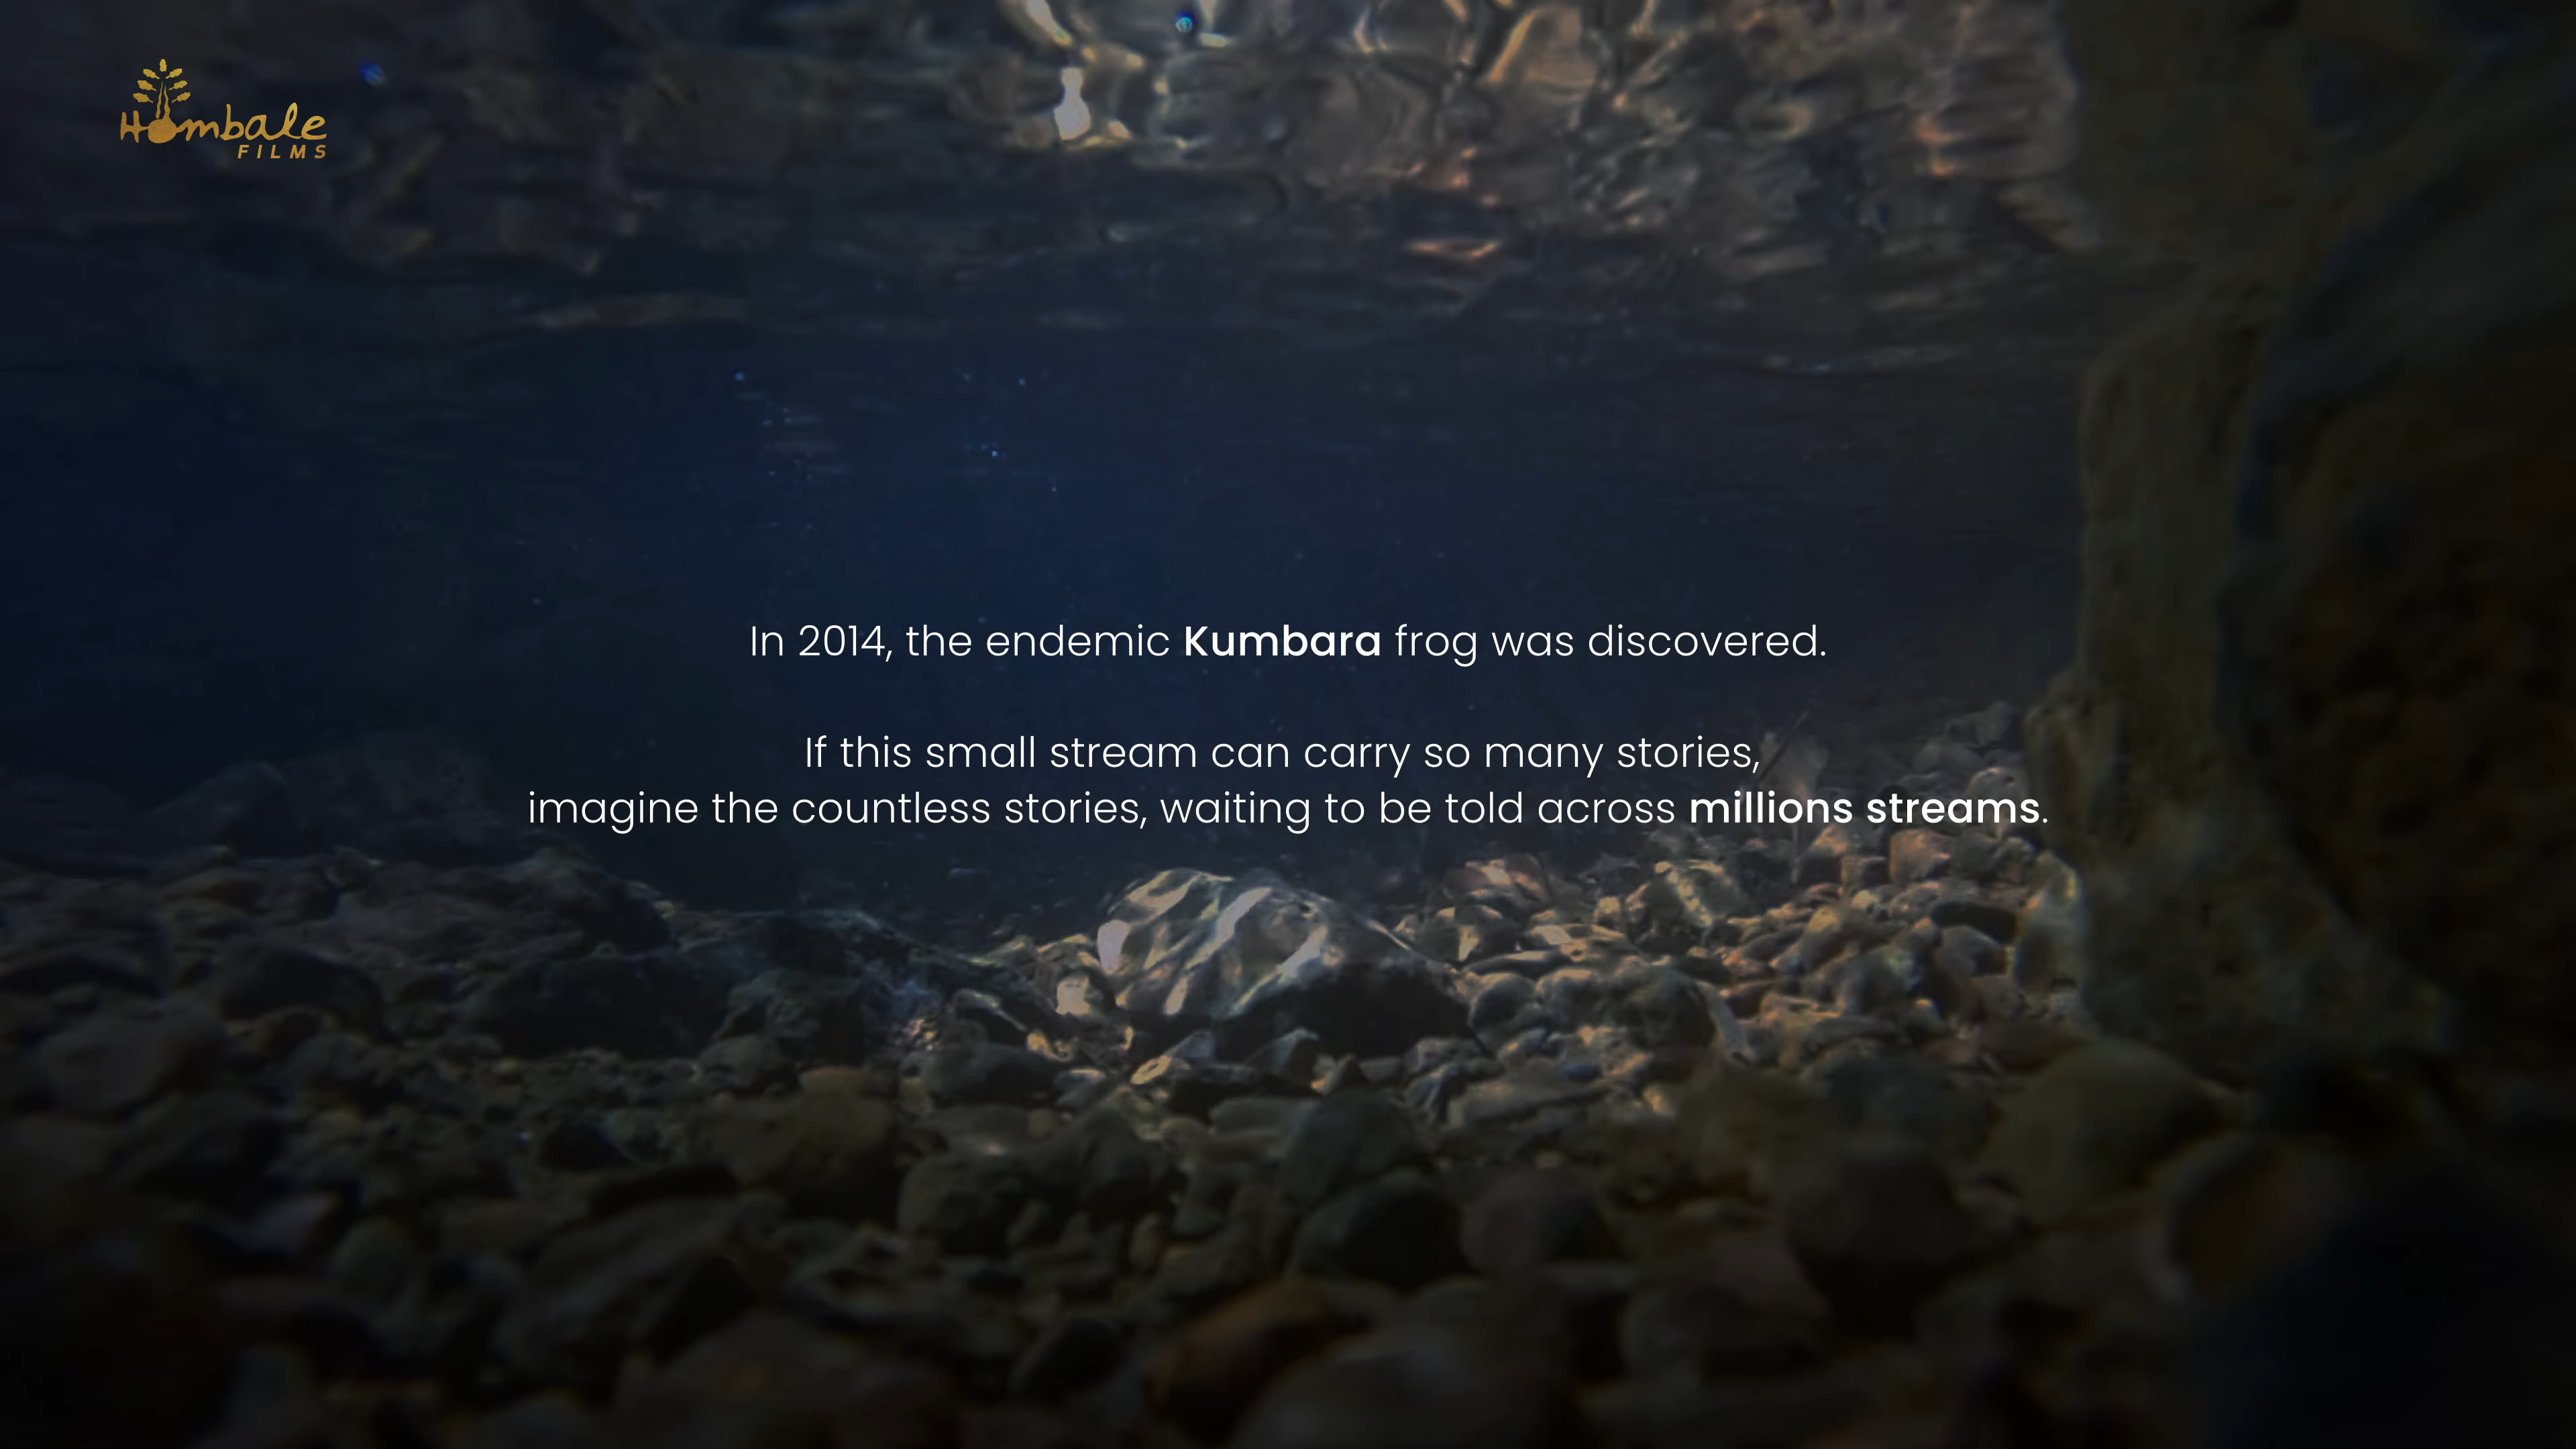 Hombale
FILMS
In 2014, the endemic Kumbara frog was discovered.
If this small stream can carry so many stories,
imagine the countless stories, waiting to be told across millions streams.